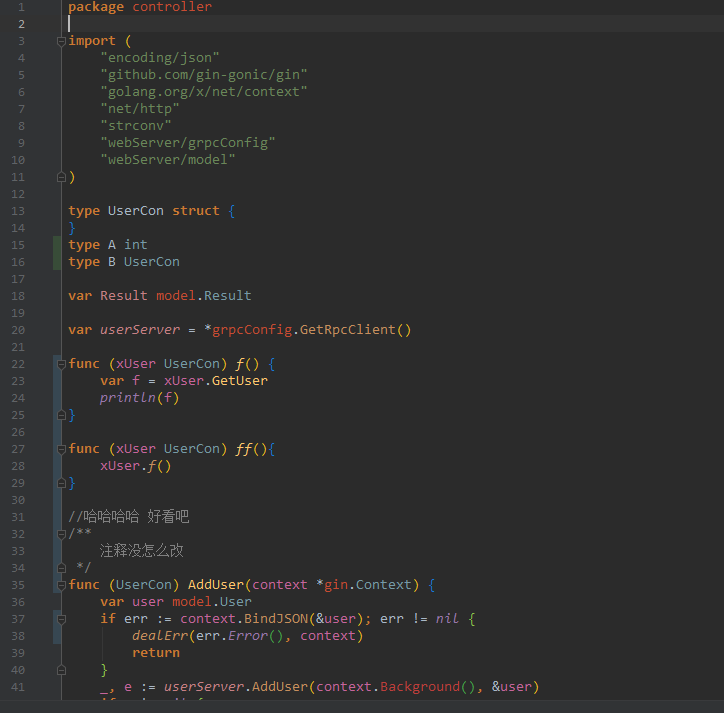 1 package controller
2
3 import (
4 "encoding/json"
5 "github.com/gin-gonic/gin"
6 "golang.org/x/net/context"
7 "net/http"
8 "strconv"
9 "webServer/grpcConfig"
10 "webServer/model"
11 )
12
13 type UserCon struct {
14 }
15 type A int
16 type B UserCon
17
18 var Result model.Result
19
20 var userServer = *grpcConfig.GetRpcClient()
21
22 func (xUser UserCon) f() {
23 var f = xUser.GetUser
24 println(f)
25 }
26
27 func (xUser UserCon) ff(){
28 xUser.f()
29 }
30
31 //哈哈哈哈 好看吧
32 /**
33 注释没怎么改
34 */
35 func (UserCon) AddUser(context *gin.Context) {
36 var user model.User
37 if err := context.BindJSON(&user); err != nil {
38 dealErr(err.Error(), context)
39 return
40 }
41 _, e := userServer.AddUser(context.Background(), &user)